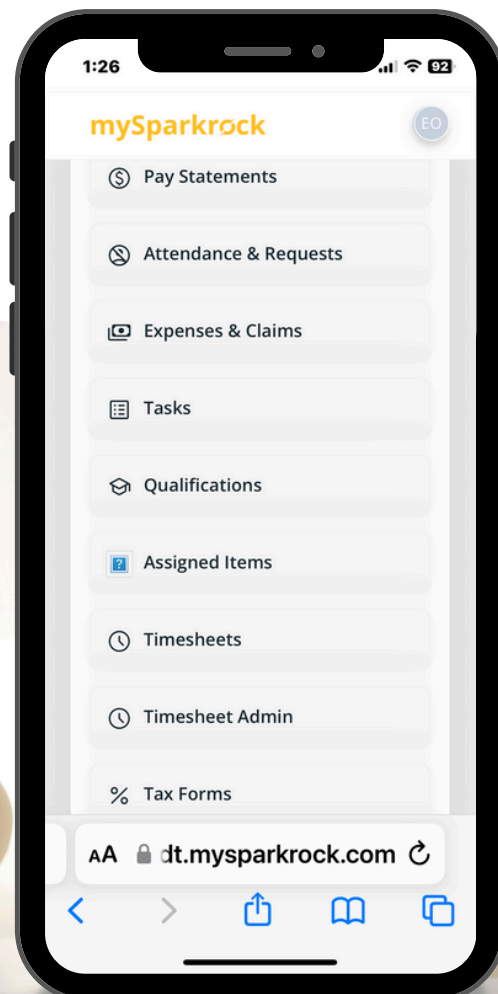 1:26
92
mySparkrock
EO
Pay Statements
Attendance & Requests
Expenses & Claims
Tasks
Qualifications
?
Assigned Items
Timesheets
Timesheet Admin
% Tax Forms
AA dt.mysparkrock.com